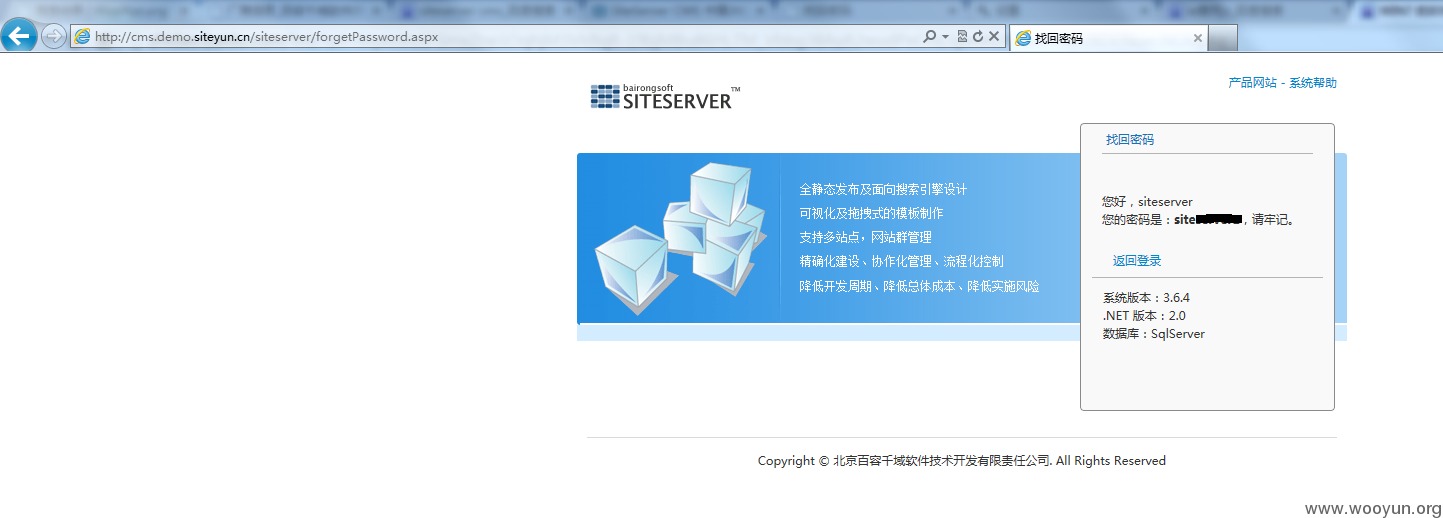 http://cms.demo.siteyun.cn/siteserver/forgetPassword.aspx
找回密码
产品网站 - 系统帮助
bairongsoft
SITESERVER™
找回密码
全静态发布及面向搜索引擎设计
可视化及拖拽式的模板制作
支持多站点，网站群管理
精确化建设、协作化管理、流程化控制
降低开发周期、降低总体成本、降低实施风险
您好，siteserver
您的密码是：site，请牢记。
返回登录
系统版本：3.6.4
.NET 版本：2.0
数据库：SqlServer
Copyright © 北京百容千域软件技术开发有限责任公司. All Rights Reserved
www.wooyun.org